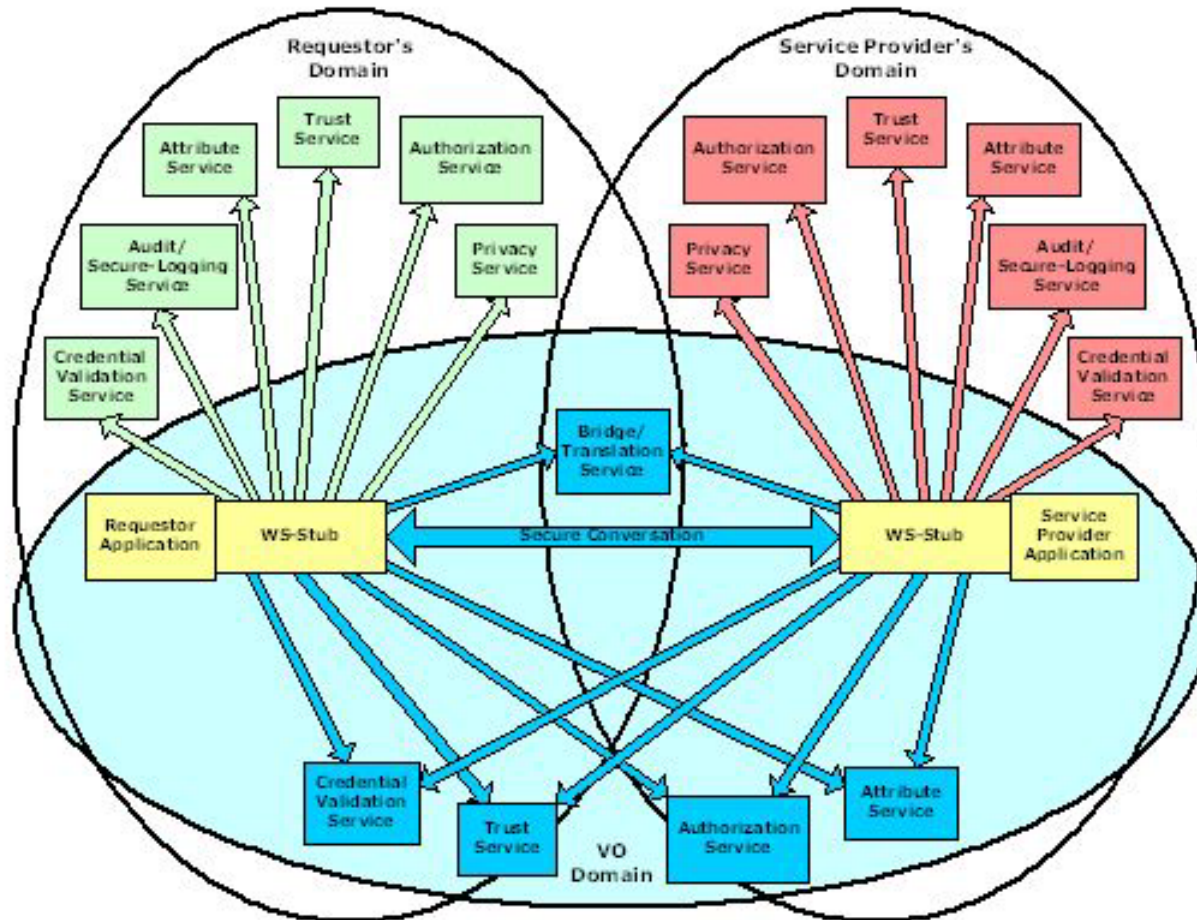 Requestor's
Domain
Service Provider's
Domain
Trust
Service
Attribute
Service
Authorization
Service
Audit/
Secure-Logging
Service
Privacy
Service
Credential
Validation
Service
Trust
Service
Authorization
Service
Attribute
Service
Privacy
Service
Audit/
Secure-Logging
Service
Credential
Validation
Service
Bridge/
Translation
Service
Requestor
Application
WS-Stub
Secure Conversation
WS-Stub
Service
Provider
Application
Credential
Validation
Service
Trust
Service
VO
Domain
Authorization
Service
Attribute
Service